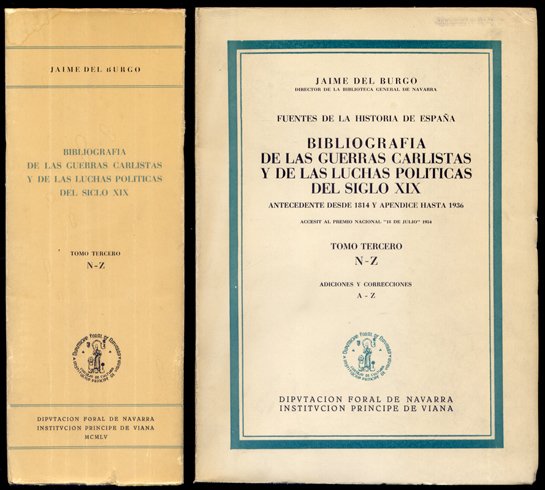 JAIME DEL BURGO
BIBLIOGRAFIA
DE LAS GUERRAS CARLISTAS
Y DE LAS LUCHAS POLITICAS
DEL SIGLO XIX
TOMO TERCERO
N-Z
DIPVTACION FORAL DE NAVARRA
INSTITVCION PRINCIPE DE VIANA
MCMLV
JAIME DEL BURGO
DIRECTOR DE LA BIBLIOTECA GENERAL DE NAVARRA
FUENTES DE LA HISTORIA DE ESPAÑA
BIBLIOGRAFIA
DE LAS GUERRAS CARLISTAS
Y DE LAS LUCHAS POLITICAS
DEL SIGLO XIX
ANTECEDENTE DESDE 1814 Y APENDICE HASTA 1936
ACCESIT AL PREMIO NACIONAL "18 DE JULIO" 1954
TOMO TERCERO
N-Z
ADICIONES Y CORRECCIONES
A - Z
DIPVTACION FORAL DE NAVARRA
INSTITVCION PRINCIPE DE VIANA